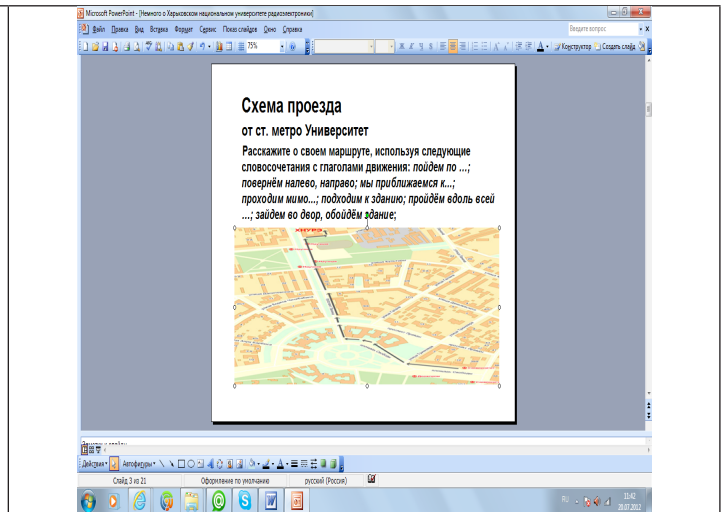 Microsoft PowerPoint - [Немного о Харьковском национальном университете радиоэлектроники]
Файл Правка Вид Вставка Формат Сервис Показ слайдов Окно Справка
Введите вопрос
75%
Конструктор Создать слайд
Схема проезда
от ст. метро Университет
Расскажите о своем маршруте, используя следующие
словосочетания с глаголами движения: пойдем по ...;
повернём налево, направо; мы приближаемся к...;
проходим мимо...; подходим к зданию; пройдём вдоль всей
...; зайдем во двор, обойдём здание;
ХНУРЭ
Действия Автофигуры
Слайд 3 из 21 Оформление по умолчанию русский (Россия)
RU 11:42
20.07.2012